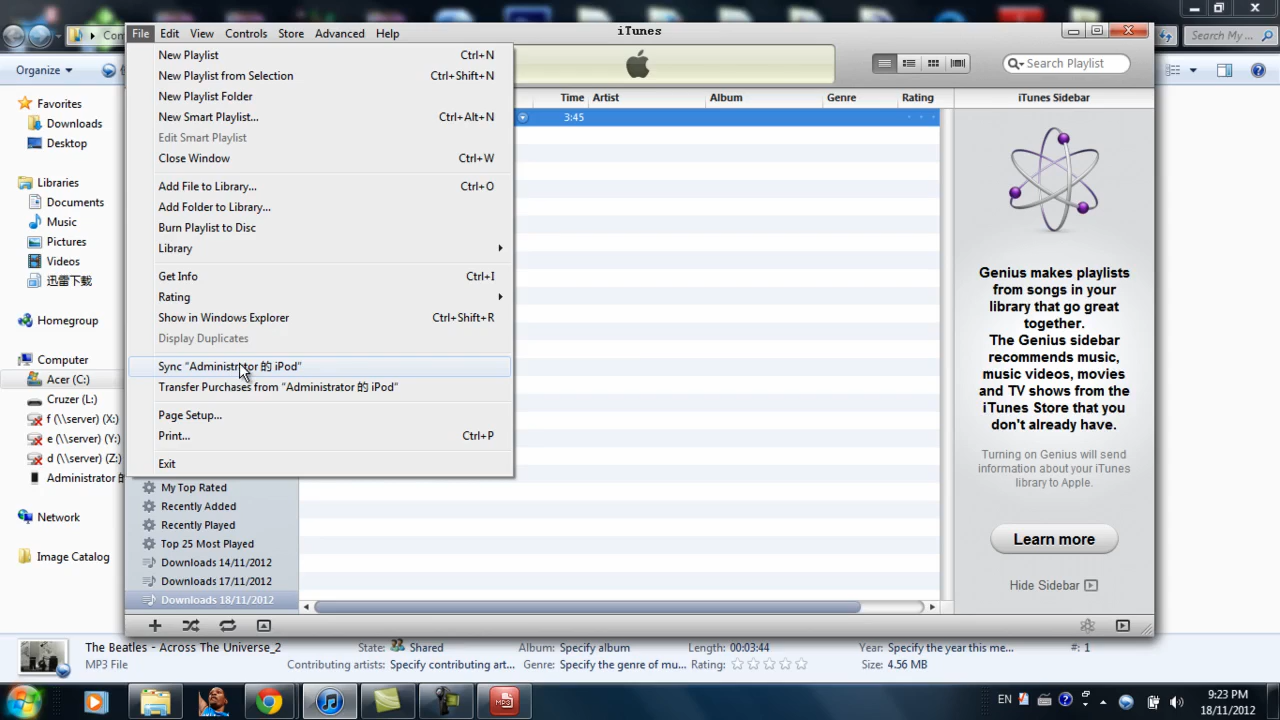 iTunes
File Edit View Controls Store Advanced Help
Search My ...
Organize
Search Playlist
New Playlist Ctrl+N
New Playlist from Selection Ctrl+Shift+N
New Playlist Folder
New Smart Playlist... Ctrl+Alt+N
Edit Smart Playlist
Close Window Ctrl+W
Add File to Library... Ctrl+O
Add Folder to Library...
Burn Playlist to Disc
Library
Get Info Ctrl+I
Rating
Show in Windows Explorer Ctrl+Shift+R
Display Duplicates
Sync “Administrator 的 iPod”
Transfer Purchases from “Administrator 的 iPod”
Page Setup...
Print... Ctrl+P
Exit
Time Artist Album Genre Rating
3:45
iTunes Sidebar
Genius makes playlists
from songs in your
library that go great
together.
The Genius sidebar
recommends music,
music videos, movies
and TV shows from the
iTunes Store that you
don't already have.
Turning on Genius will send
information about your iTunes
library to Apple.
Learn more
Hide Sidebar
Favorites
Downloads
Desktop
Libraries
Documents
Music
Pictures
Videos
迅雷下載
Homegroup
Computer
Acer (C:)
Cruzer (L:)
f (\\server) (X:)
e (\\server) (Y:)
d (\\server) (Z:)
Administrator
Network
Image Catalog
My Top Rated
Recently Added
Recently Played
Top 25 Most Played
Downloads 14/11/2012
Downloads 17/11/2012
Downloads 18/11/2012
The Beatles - Across The Universe_2 State: Shared Album: Specify album Length: 00:03:44 Year: Specify the year this me... #: 1
MP3 File Contributing artists: Specify contributing art... Genre: Specify the genre of mu... Rating: Size: 4.56 MB
MP3
EN
9:23 PM
18/11/2012